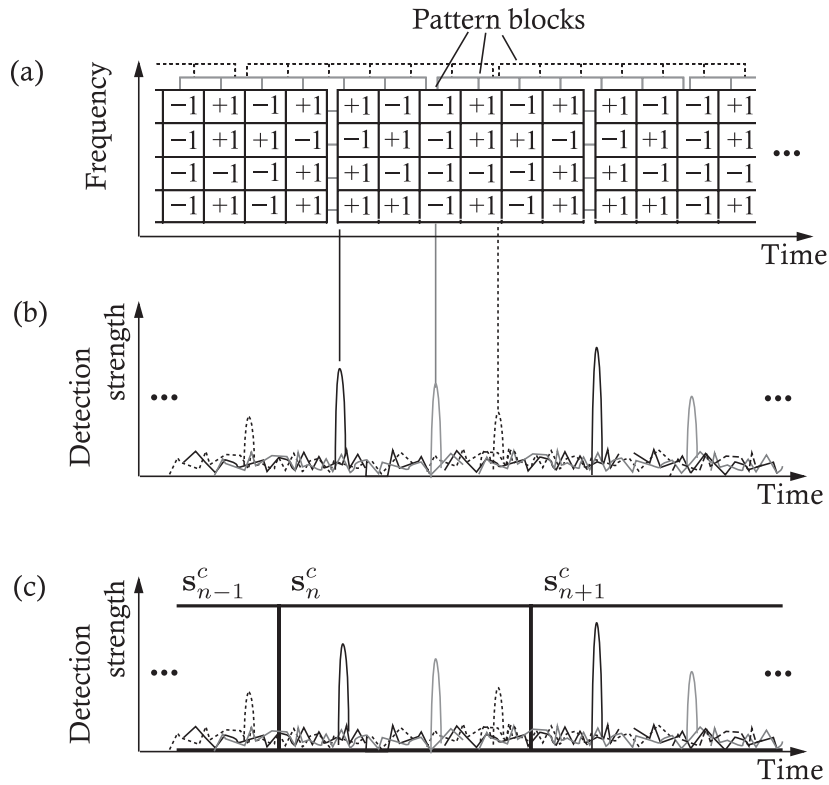 Pattern blocks
(a)
Frequency
−1 +1 −1 +1 +1 −1 −1 +1 −1 +1 +1 −1 −1 +1
−1 +1 +1 −1 −1 +1 −1 +1 +1 −1 −1 +1 −1 +1
−1 −1 −1 +1 +1 −1 −1 −1 −1 +1 +1 −1 −1 −1
−1 +1 −1 +1 +1 +1 −1 +1 −1 +1 +1 +1 −1 +1
...
Time
(b)
Detection
strength
... ...
Time
(c)
Detection
strength
s^c_{n−1} s^c_n s^c_{n+1}
... ...
Time